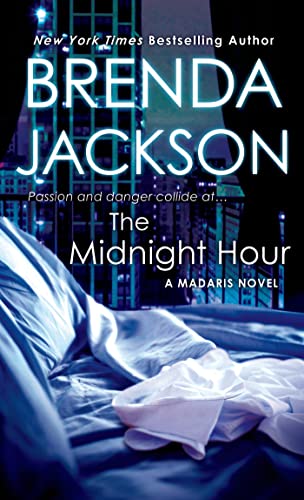 New York Times Bestselling Author
BRENDA
JACKSON
Passion and danger collide at...
The
Midnight Hour
A MADARIS NOVEL